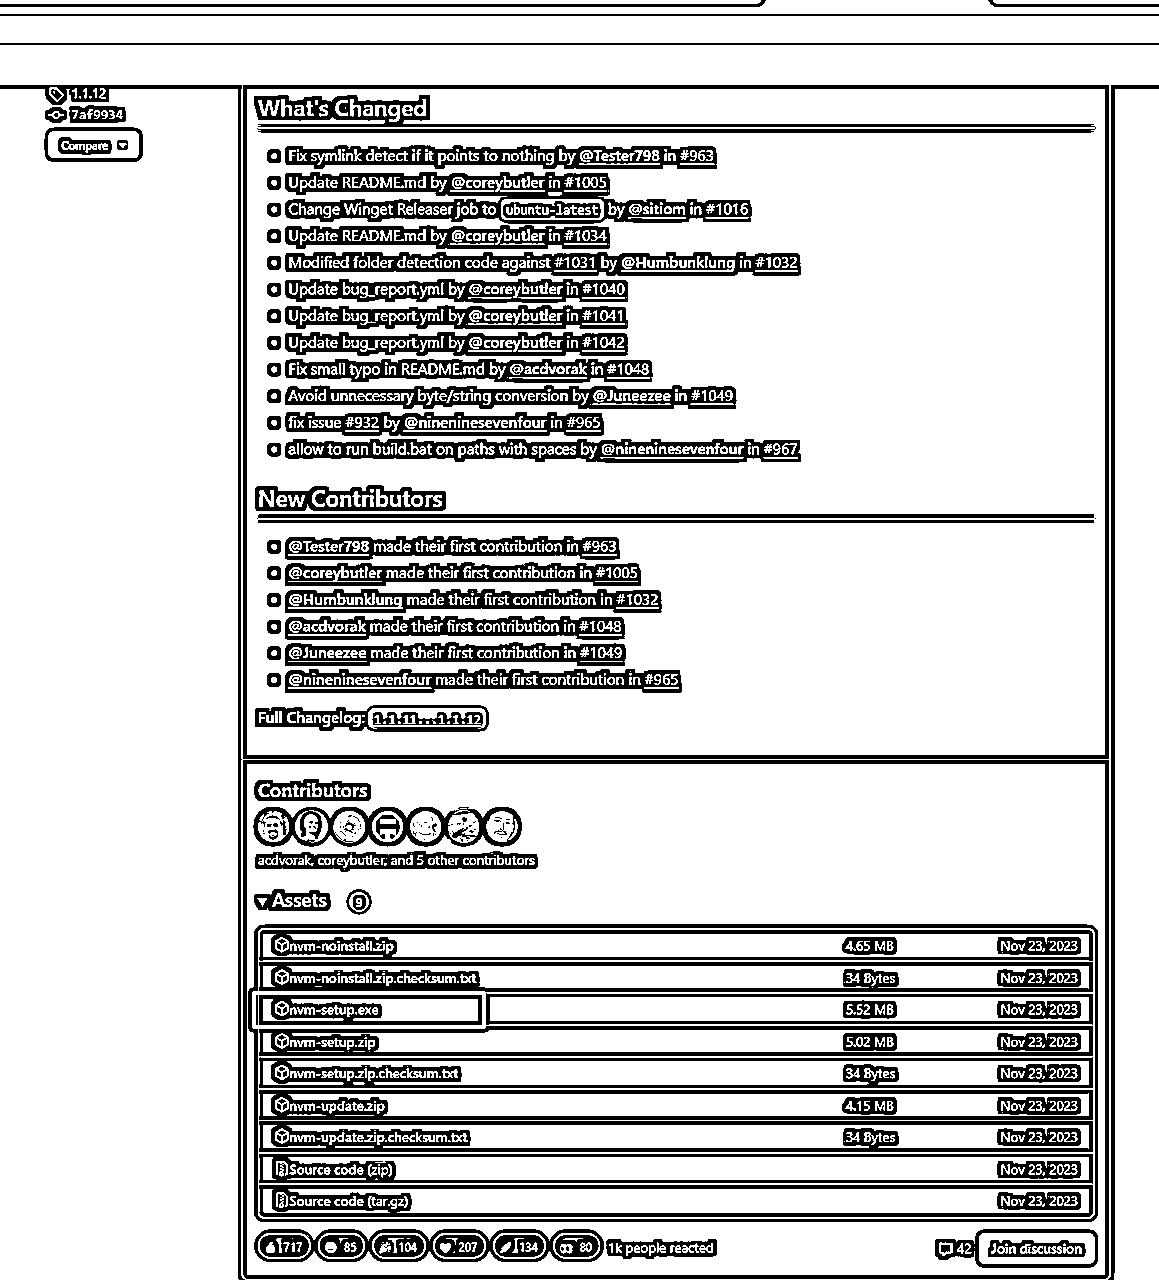 1.1.12
7af9934
Compare
What's Changed
Fix symlink detect if it points to nothing by @Tester798 in #963
Update README.md by @coreybutler in #1005
Change Winget Releaser job to ubuntu-latest by @sitiom in #1016
Update README.md by @coreybutler in #1034
Modified folder detection code against #1031 by @Humbunklung in #1032
Update bug_report.yml by @coreybutler in #1040
Update bug_report.yml by @coreybutler in #1041
Update bug_report.yml by @coreybutler in #1042
Fix small typo in README.md by @acdvorak in #1048
Avoid unnecessary byte/string conversion by @Juneezee in #1049
fix issue #932 by @nineninesevenfour in #965
allow to run build.bat on paths with spaces by @nineninesevenfour in #967
New Contributors
@Tester798 made their first contribution in #963
@coreybutler made their first contribution in #1005
@Humbunklung made their first contribution in #1032
@acdvorak made their first contribution in #1048
@Juneezee made their first contribution in #1049
@nineninesevenfour made their first contribution in #965
Full Changelog: 1.1.11...1.1.12
Contributors
acdvorak, coreybutler, and 5 other contributors
Assets 9
nvm-noinstall.zip 4.65 MB Nov 23, 2023
nvm-noinstall.zip.checksum.txt 34 Bytes Nov 23, 2023
nvm-setup.exe 5.52 MB Nov 23, 2023
nvm-setup.zip 5.02 MB Nov 23, 2023
nvm-setup.zip.checksum.txt 34 Bytes Nov 23, 2023
nvm-update.zip 4.15 MB Nov 23, 2023
nvm-update.zip.checksum.txt 34 Bytes Nov 23, 2023
Source code (zip) Nov 23, 2023
Source code (tar.gz) Nov 23, 2023
717 85 104 207 134 80 1k people reacted 42 Join discussion